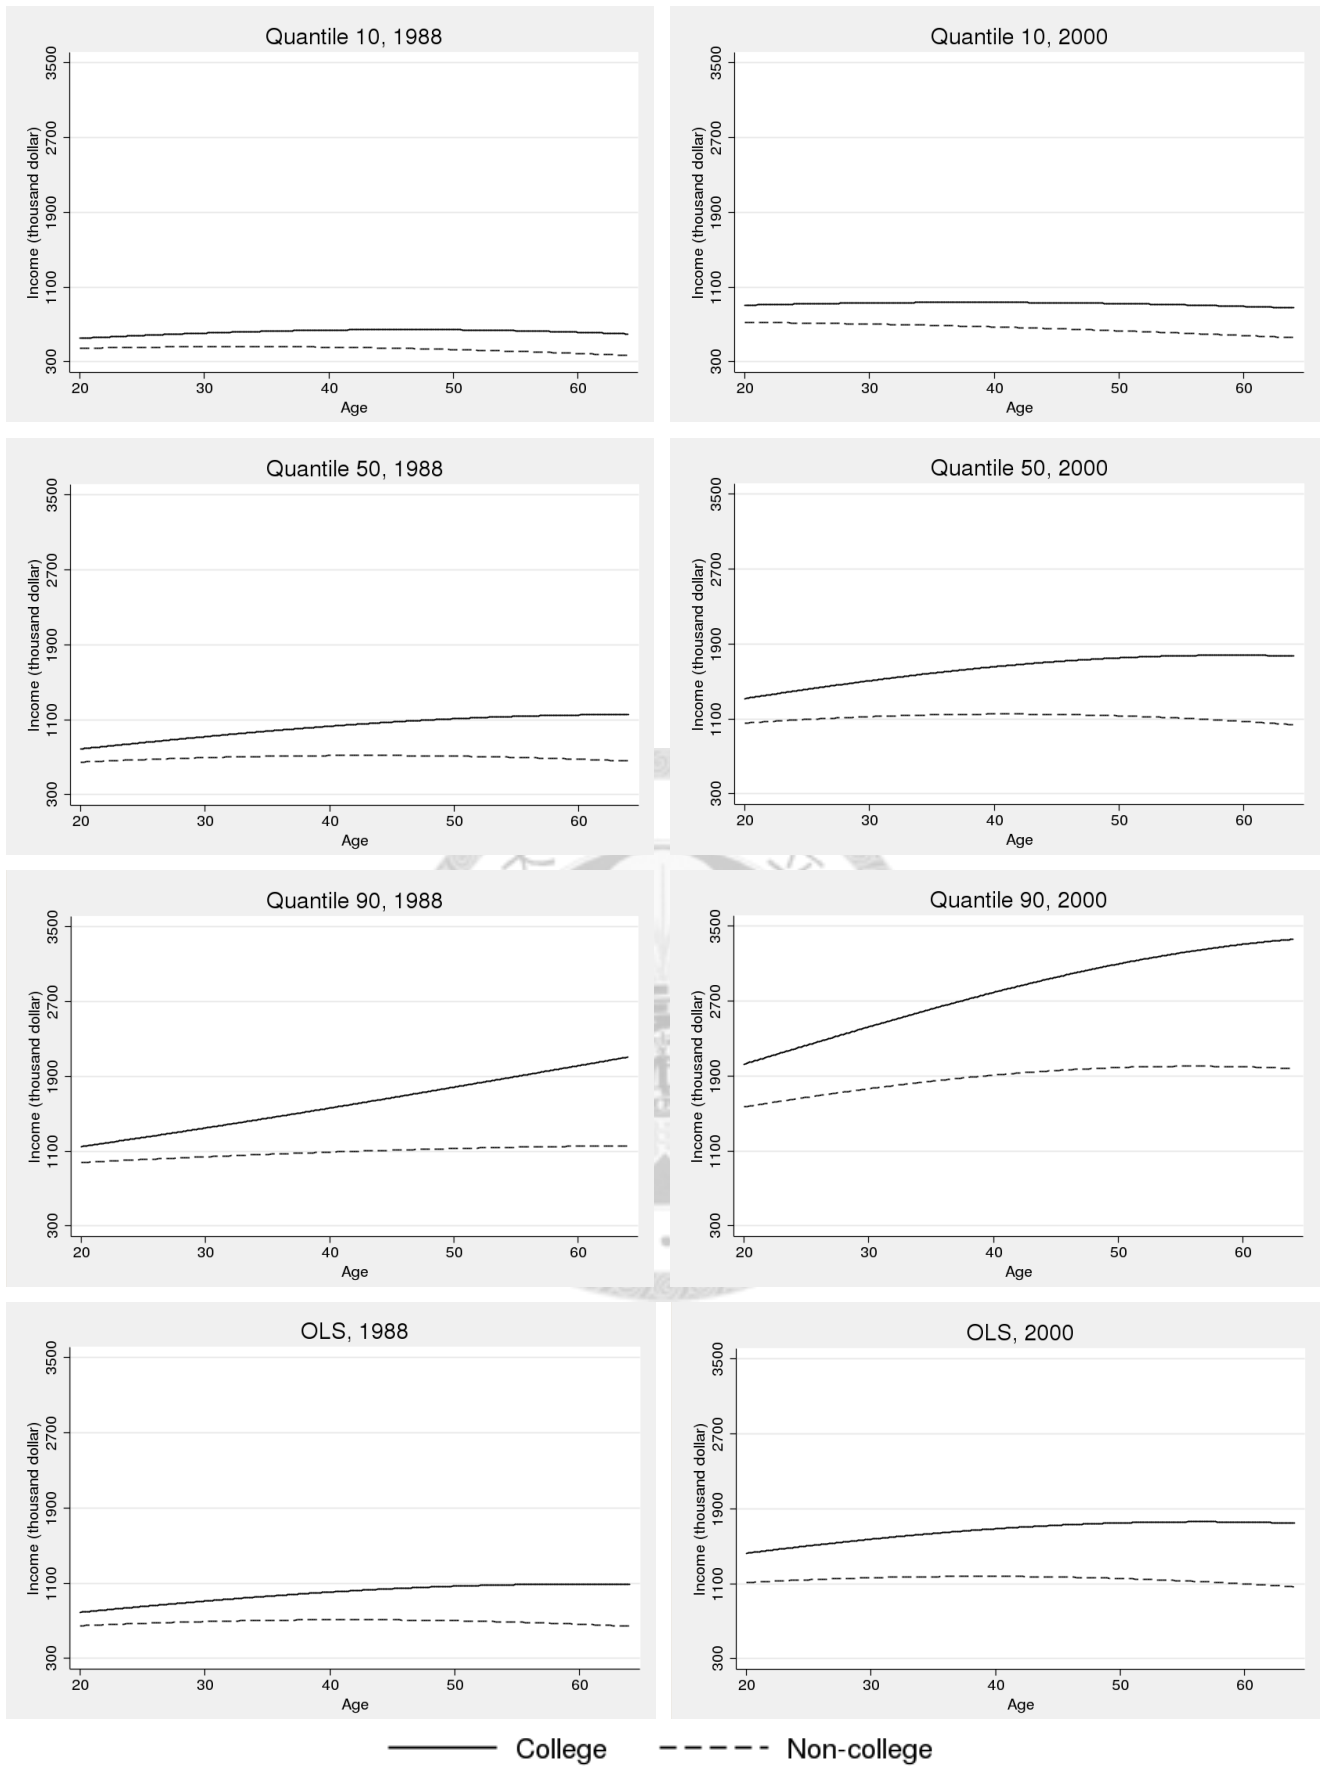 Quantile 10, 1988
Income (thousand dollar)
3500
2700
1900
1100
300
20 30 40 50 60
Age
Quantile 10, 2000
Income (thousand dollar)
3500
2700
1900
1100
300
20 30 40 50 60
Age
Quantile 50, 1988
Income (thousand dollar)
3500
2700
1900
1100
300
20 30 40 50 60
Age
Quantile 50, 2000
Income (thousand dollar)
3500
2700
1900
1100
300
20 30 40 50 60
Age
Quantile 90, 1988
Income (thousand dollar)
3500
2700
1900
1100
300
20 30 40 50 60
Age
Quantile 90, 2000
Income (thousand dollar)
3500
2700
1900
1100
300
20 30 40 50 60
Age
OLS, 1988
Income (thousand dollar)
3500
2700
1900
1100
300
20 30 40 50 60
Age
OLS, 2000
Income (thousand dollar)
3500
2700
1900
1100
300
20 30 40 50 60
Age
College Non-college